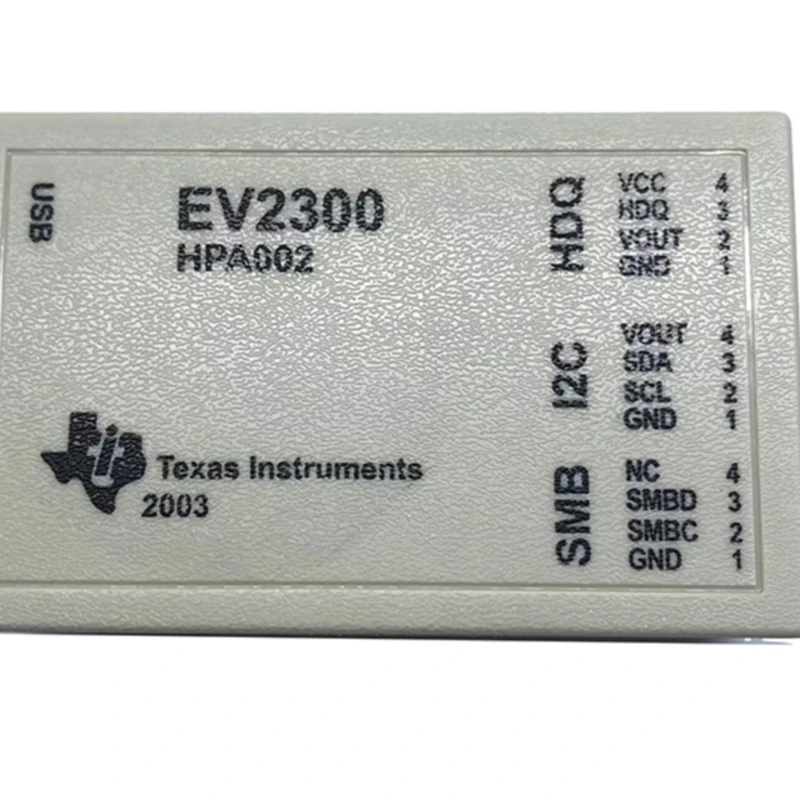 USB
EV2300
HPA002
Texas Instruments
2003
HDQ
VCC 4
HDQ 3
VOUT 2
GND 1
I2C
VOUT 4
SDA 3
SCL 2
GND 1
SMB
NC 4
SMBD 3
SMBC 2
GND 1